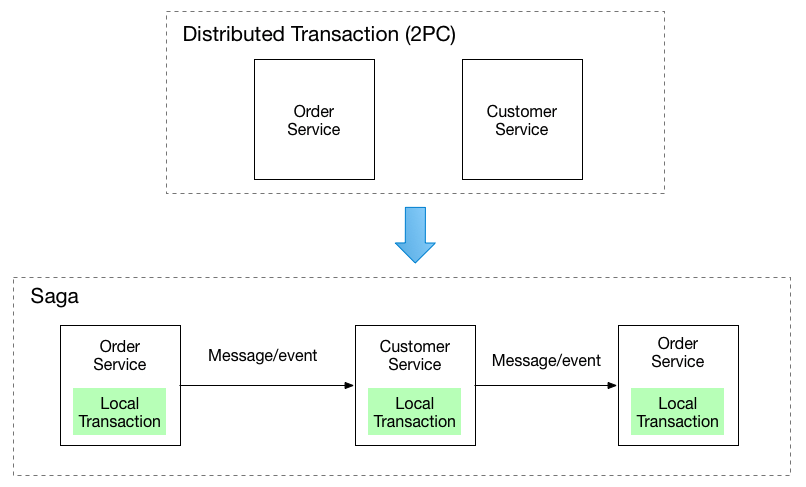 Distributed Transaction (2PC)
Order
Service
Customer
Service
Saga
Order
Service
Local
Transaction
Message/event
Customer
Service
Local
Transaction
Message/event
Order
Service
Local
Transaction